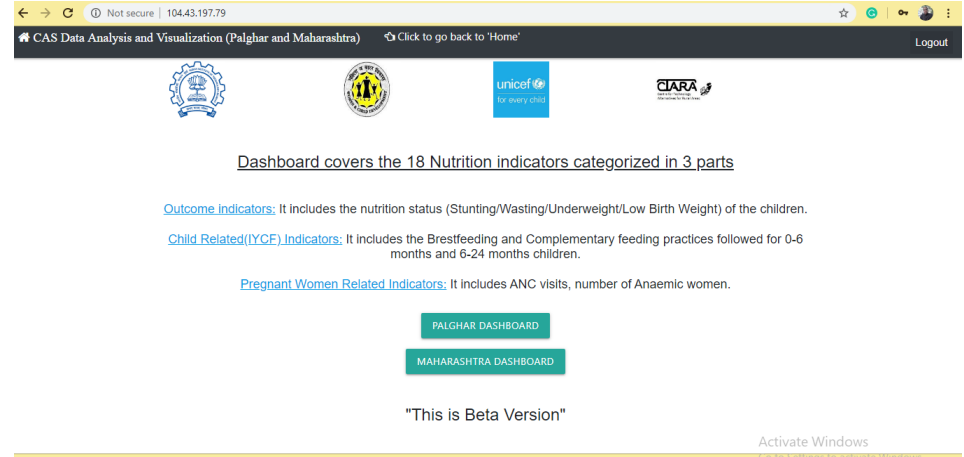 Not secure | 104.43.197.79
CAS Data Analysis and Visualization (Palghar and Maharashtra) Click to go back to 'Home'
Logout
unicef
for every child
CTARA
Dashboard covers the 18 Nutrition indicators categorized in 3 parts
Outcome indicators: It includes the nutrition status (Stunting/Wasting/Underweight/Low Birth Weight) of the children.
Child Related(IYCF) Indicators: It includes the Brestfeeding and Complementary feeding practices followed for 0-6
months and 6-24 months children.
Pregnant Women Related Indicators: It includes ANC visits, number of Anaemic women.
PALGHAR DASHBOARD
MAHARASHTRA DASHBOARD
"This is Beta Version"
Activate Windows